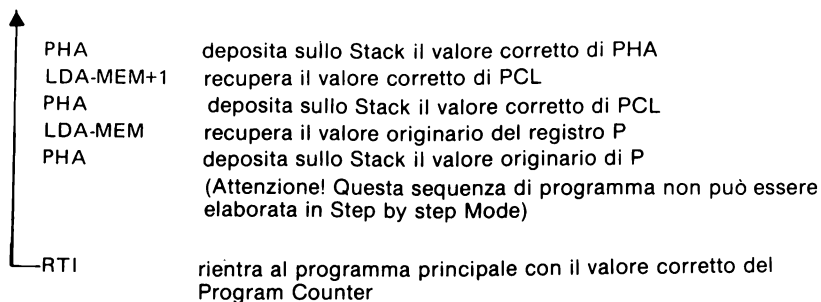 PHA deposita sullo Stack il valore corretto di PHA
LDA-MEM+1 recupera il valore corretto di PCL
PHA deposita sullo Stack il valore corretto di PCL
LDA-MEM recupera il valore originario del registro P
PHA deposita sullo Stack il valore originario di P
(Attenzione! Questa sequenza di programma non può essere
elaborata in Step by step Mode)
RTI rientra al programma principale con il valore corretto del
Program Counter